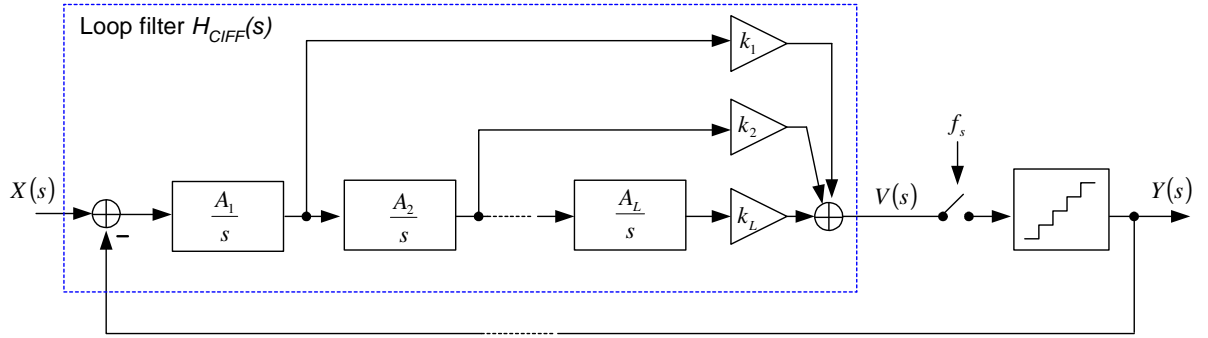 Loop filter H_CIFF(s)
k_1
k_2
f_s
X(s)
A_1
s
A_2
s
A_L
s
k_L
V(s)
Y(s)
–